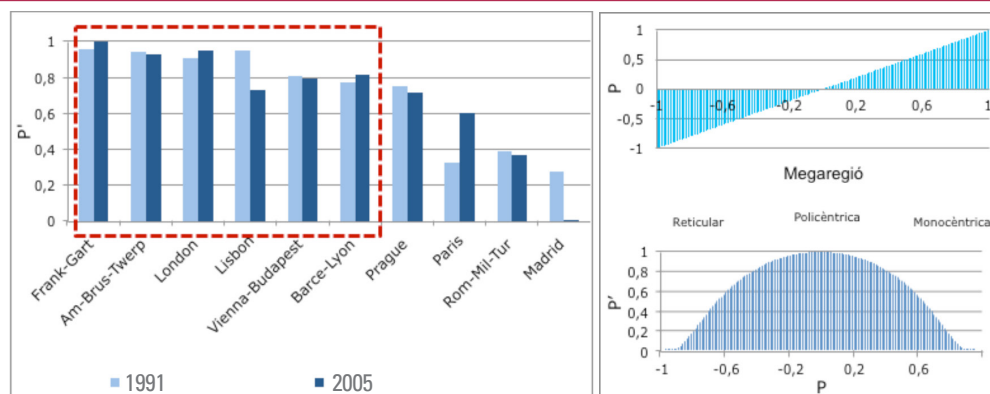 1
0,8
0,6
0,4
0,2
0
P'
Frank-Gart
Am-Brus-Twerp
London
Lisbon
Vienna-Budapest
Barce-Lyon
Prague
Paris
Rom-Mil-Tur
Madrid
1991
2005
1
0,5
0
-0,5
-1
P
-1
-0,6
-0,2
0,2
0,6
1
Megaregió
Reticular
Policèntrica
Monocèntrica
1
0,8
0,6
0,4
0,2
0
P'
-1
-0,6
-0,2
0,2
0,6
P